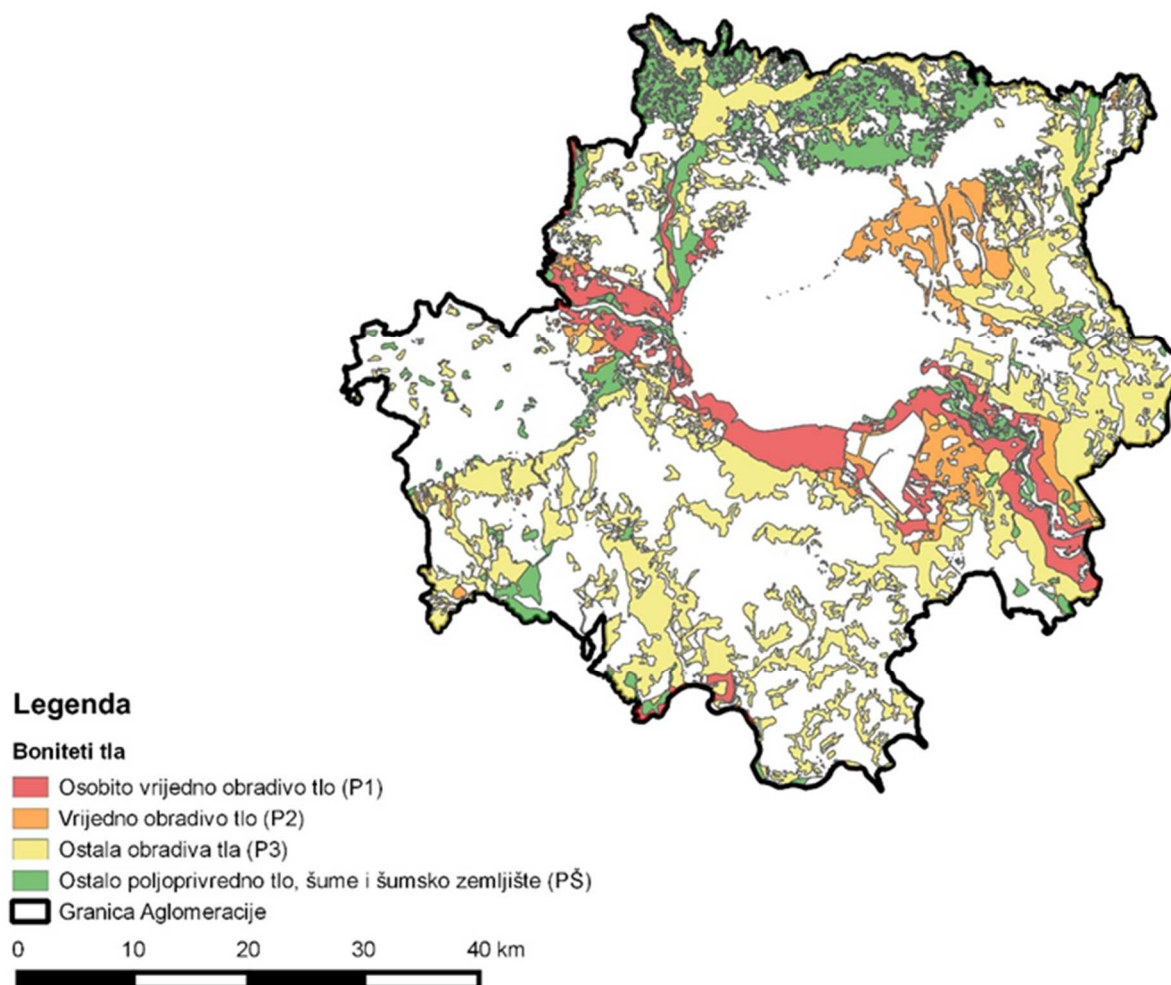 Legenda
Boniteti tla
Osobito vrijedno obradivo tlo (P1)
Vrijedno obradivo tlo (P2)
Ostala obradiva tla (P3)
Ostalo poljoprivredno tlo, šume i šumsko zemljište (PŠ)
Granica Aglomeracije
0 10 20 30 40 km